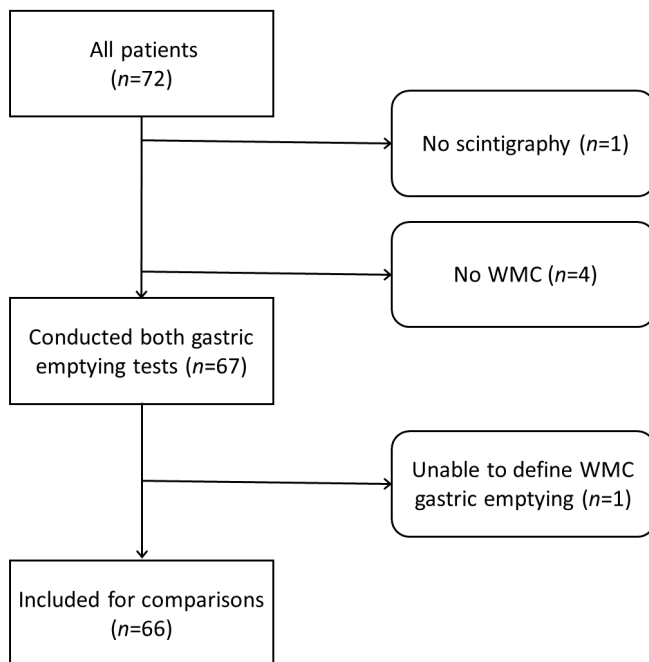 All patients
(n=72)
No scintigraphy (n=1)
No WMC (n=4)
Conducted both gastric
emptying tests (n=67)
Unable to define WMC
gastric emptying (n=1)
Included for comparisons
(n=66)